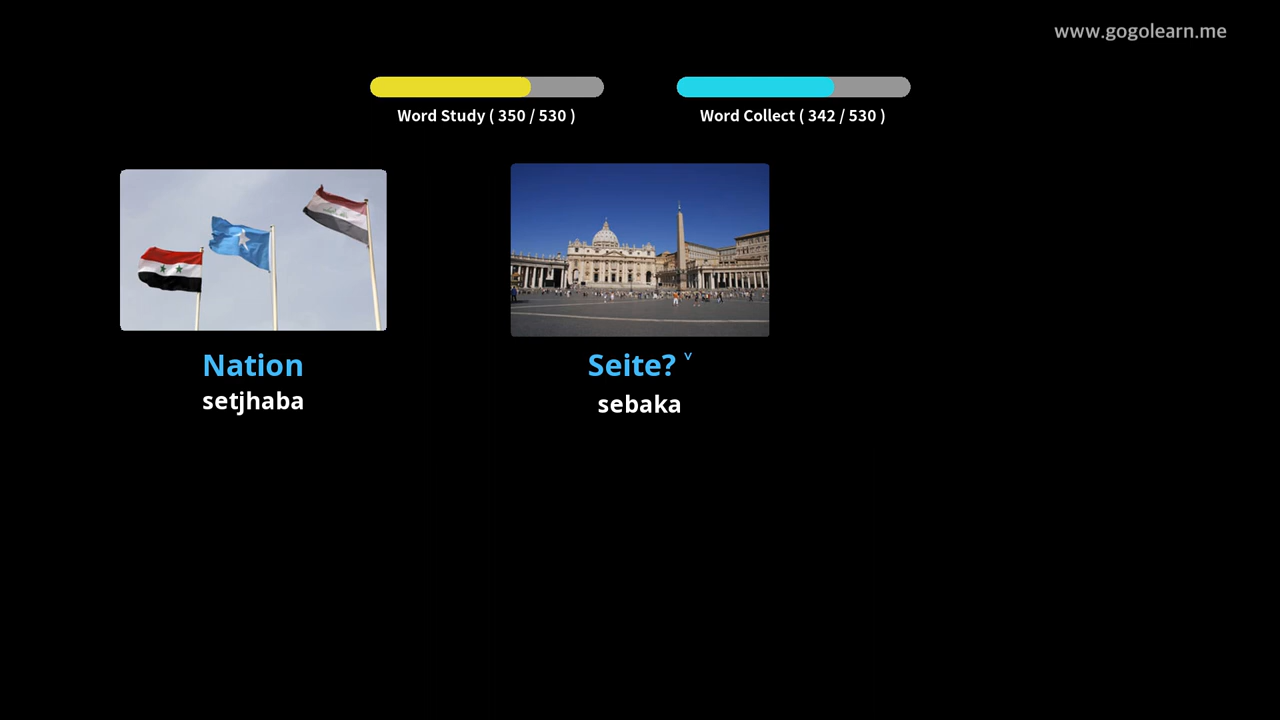 www.gogolearn.me
Word Study ( 350 / 530 )
Word Collect ( 342 / 530 )
Nation
setjhaba
Seite? ˅
sebaka